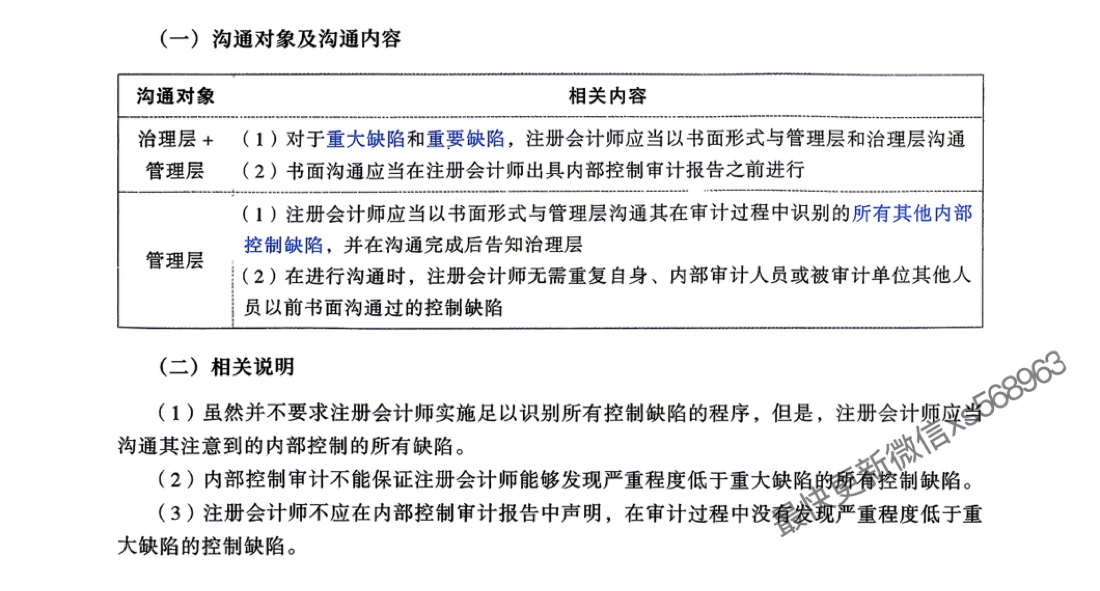 （一）沟通对象及沟通内容
沟通对象 相关内容
治理层 +
管理层
（1）对于重大缺陷和重要缺陷，注册会计师应当以书面形式与管理层和治理层沟通
（2）书面沟通应当在注册会计师出具内部控制审计报告之前进行
管理层
（1）注册会计师应当以书面形式与管理层沟通其在审计过程中识别的所有其他内部
控制缺陷，并在沟通完成后告知治理层
（2）在进行沟通时，注册会计师无需重复自身、内部审计人员或被审计单位其他人
员以前书面沟通过的控制缺陷
（二）相关说明
（1）虽然并不要求注册会计师实施足以识别所有控制缺陷的程序，但是，注册会计师应当
沟通其注意到的内部控制的所有缺陷。
（2）内部控制审计不能保证注册会计师能够发现严重程度低于重大缺陷的所有控制缺陷。
（3）注册会计师不应在内部控制审计报告中声明，在审计过程中没有发现严重程度低于重
大缺陷的控制缺陷。
最快更新微信xs568963